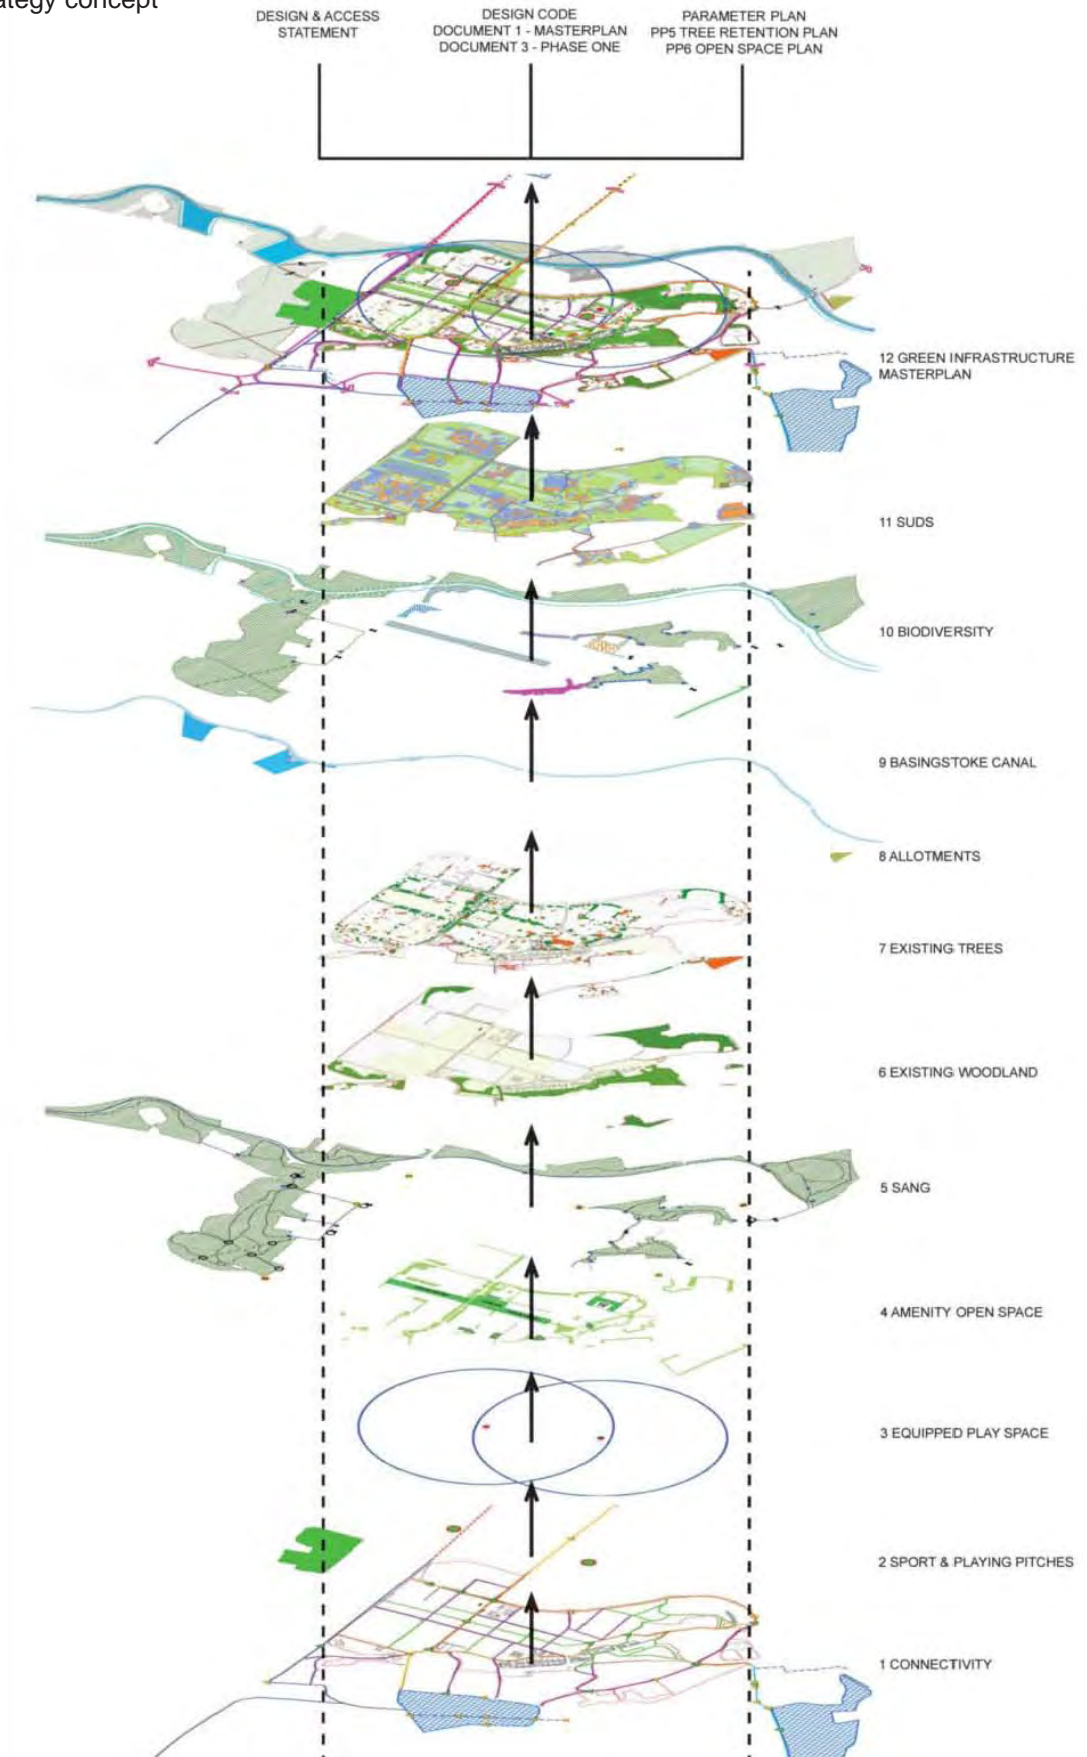 ategy concept
DESIGN & ACCESS
STATEMENT
DESIGN CODE
DOCUMENT 1 - MASTERPLAN
DOCUMENT 3 - PHASE ONE
PARAMETER PLAN
PP5 TREE RETENTION PLAN
PP6 OPEN SPACE PLAN
12 GREEN INFRASTRUCTURE
MASTERPLAN
11 SUDS
10 BIODIVERSITY
9 BASINGSTOKE CANAL
8 ALLOTMENTS
7 EXISTING TREES
6 EXISTING WOODLAND
5 SANG
4 AMENITY OPEN SPACE
3 EQUIPPED PLAY SPACE
2 SPORT & PLAYING PITCHES
1 CONNECTIVITY